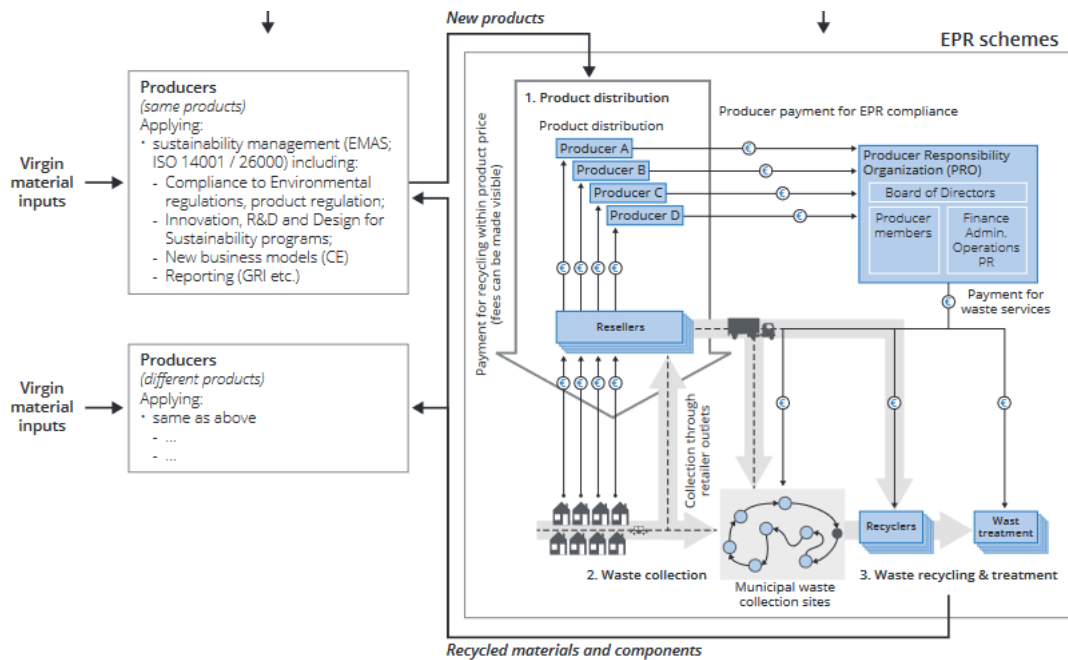 New products
EPR schemes
Producers
(same products)
Applying:
· sustainability management (EMAS;
ISO 14001 / 26000) including:
- Compliance to Environmental
regulations, product regulation;
- Innovation, R&D and Design for
Sustainability programs;
- New business models (CE)
- Reporting (GRI etc.)
Virgin
material
inputs
Producers
(different products)
Applying:
· same as above
- ...
- ...
Virgin
material
inputs
Payment for recycling within product price
(fees can be made visible)
1. Product distribution
Product distribution
Producer A
Producer B
Producer C
Producer D
Producer payment for EPR compliance
€
€
€
€
Producer Responsibility
Organization (PRO)
Board of Directors
Producer
members
Finance
Admin.
Operations
PR
€
Payment for
waste services
€ € € €
Resellers
€ € € €
€
€
€
Collection through
retailer outlets
2. Waste collection
Municipal waste
collection sites
Recyclers
Wast
treatment
3. Waste recycling & treatment
Recycled materials and components